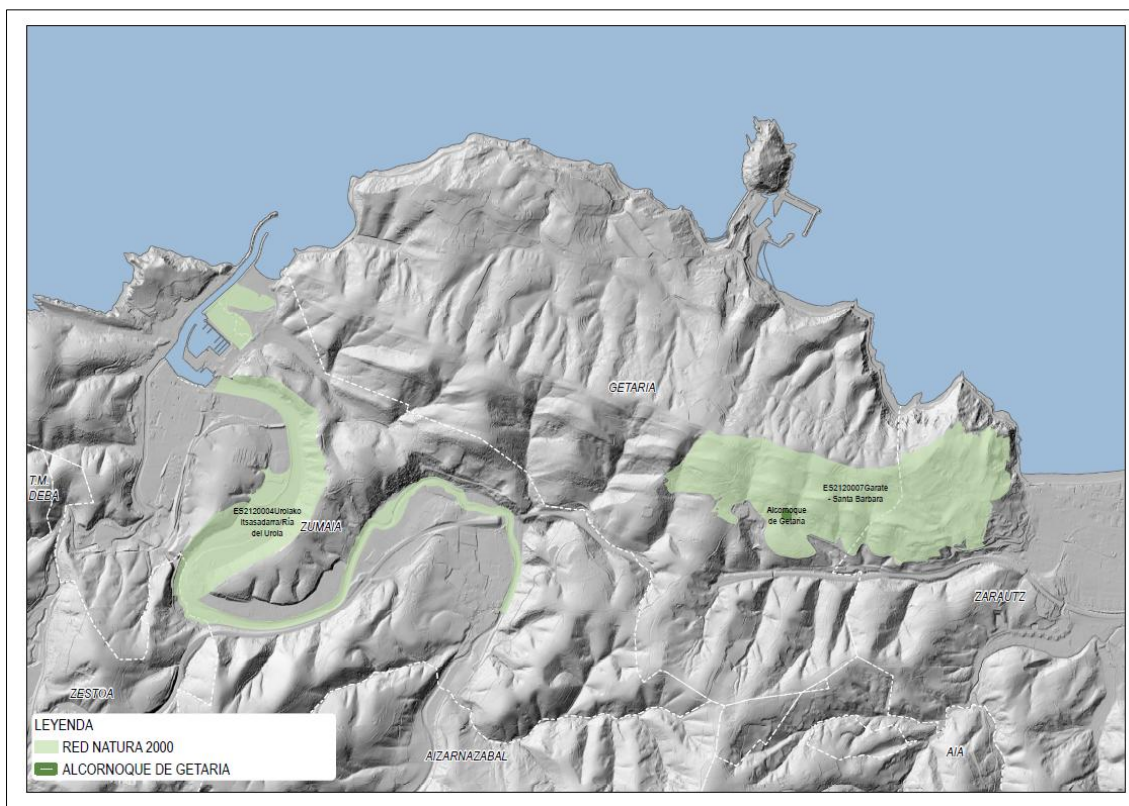 GETARIA
ES2120007Garate
- Santa Barbara
Alcornoque
de Getaria
T.M.
DEBA
ES2120004Urolako
Itsasadarra/Ría
del Urola
ZUMAIA
ZARAUTZ
ZESTOA
AIZARNAZABAL
AIA
LEYENDA
RED NATURA 2000
ALCORNOQUE DE GETARIA